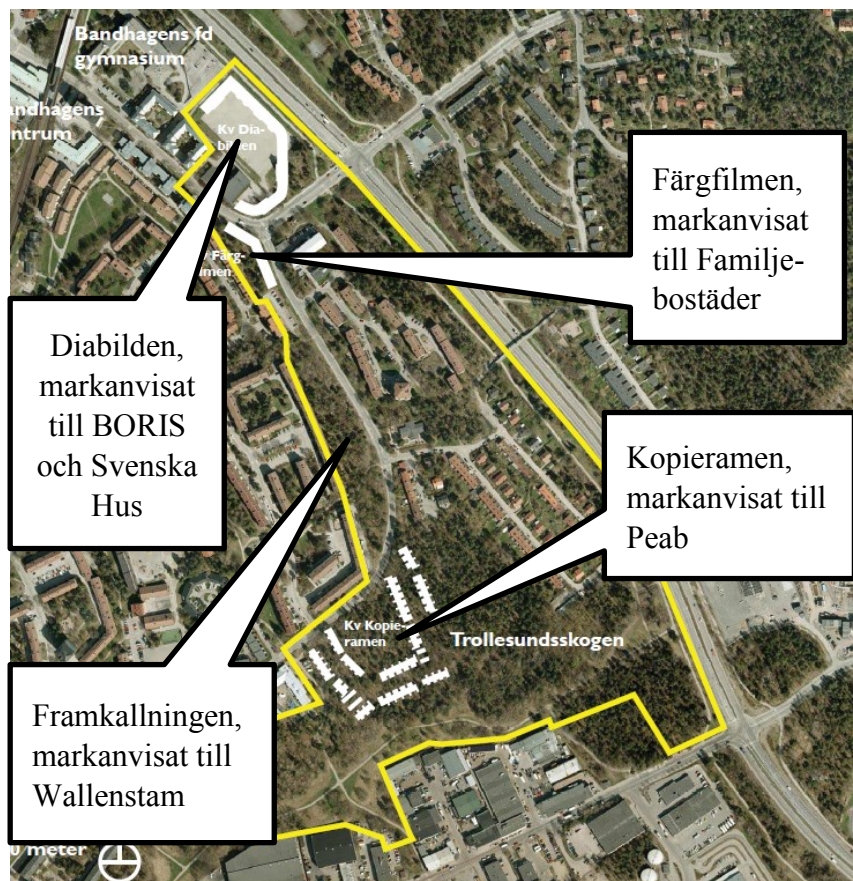 Bandhagens fd
gymnasium
andhagens
ntrum
Kv Dia-
bilden
Färgfilmen,
markanvisat
till Familje-
bostäder
Färg-
lmen
Diabilden,
markanvisat
till BORIS
och Svenska
Hus
Kopieramen,
markanvisat till
Peab
Kv Kopie-
ramen
Trollesundsskogen
Framkallningen,
markanvisat till
Wallenstam
0 meter